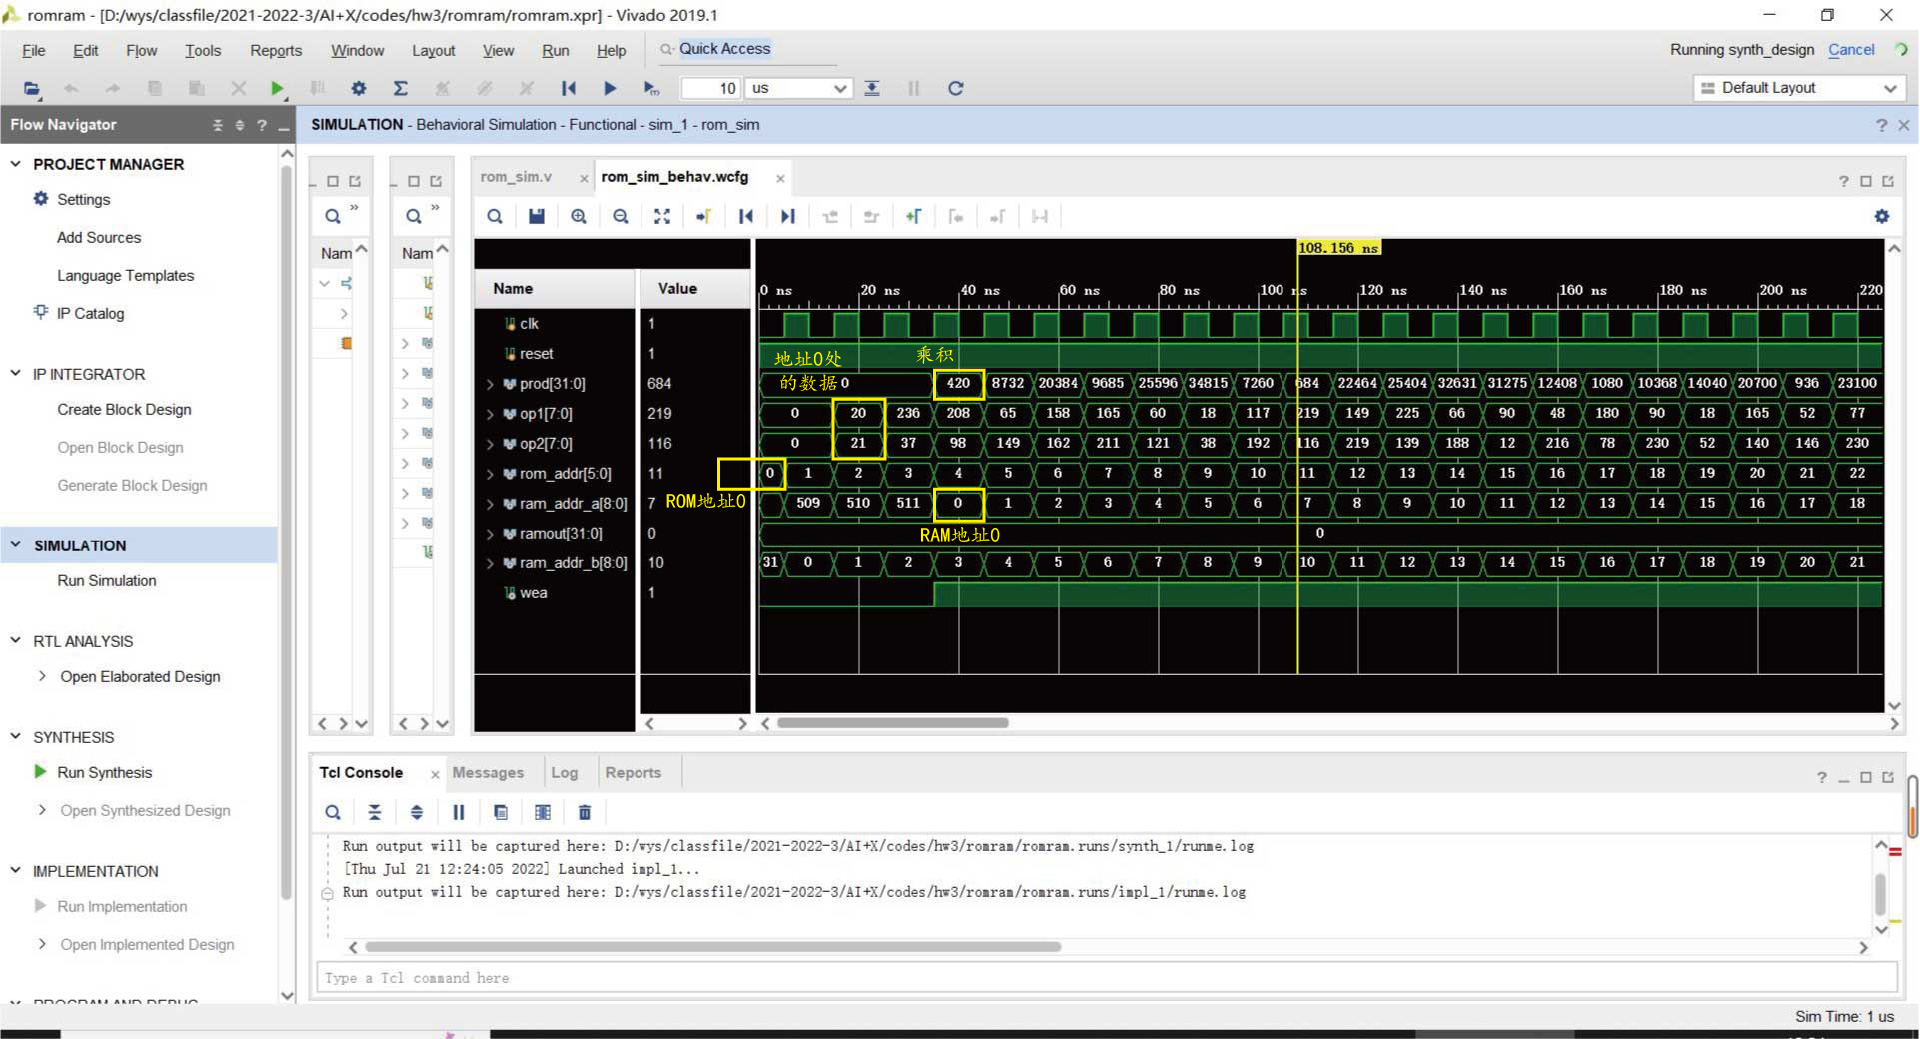 romram - [D:/wys/classfile/2021-2022-3/AI+X/codes/hw3/romram/romram.xpr] - Vivado 2019.1
File Edit Flow Tools Reports Window Layout View Run Help Quick Access
Running synth_design Cancel
10 us
Default Layout
Flow Navigator
PROJECT MANAGER
Settings
Add Sources
Language Templates
IP Catalog
IP INTEGRATOR
Create Block Design
Open Block Design
Generate Block Design
SIMULATION
Run Simulation
RTL ANALYSIS
Open Elaborated Design
SYNTHESIS
Run Synthesis
Open Synthesized Design
IMPLEMENTATION
Run Implementation
Open Implemented Design
PROGRAM AND DEBUG
SIMULATION - Behavioral Simulation - Functional - sim_1 - rom_sim
Nam
Nam
rom_sim.v
rom_sim_behav.wcfg
108.156 ns
Name Value
0 ns 20 ns 40 ns 60 ns 80 ns 100 ns 120 ns 140 ns 160 ns 180 ns 200 ns 220
clk 1
reset 1
地址0处
的数据
乘积
prod[31:0] 684 0 420 8732 20384 9685 25596 34815 7260 684 22464 25404 32631 31275 12408 1080 10368 14040 20700 936 23100
op1[7:0] 219 0 20 236 208 65 158 165 60 18 117 219 149 225 66 90 48 180 90 18 165 52 77
op2[7:0] 116 0 21 37 98 149 162 211 121 38 192 116 219 139 188 12 216 78 230 52 140 146 230
rom_addr[5:0] 11 0 1 2 3 4 5 6 7 8 9 10 11 12 13 14 15 16 17 18 19 20 21 22
ROM地址0
ram_addr_a[8:0] 7 509 510 511 0 1 2 3 4 5 6 7 8 9 10 11 12 13 14 15 16 17 18
RAM地址0
ramout[31:0] 0 0
ram_addr_b[8:0] 10 31 0 1 2 3 4 5 6 7 8 9 10 11 12 13 14 15 16 17 18 19 20 21
wea 1
Tcl Console Messages Log Reports
Run output will be captured here: D:/wys/classfile/2021-2022-3/AI+X/codes/hw3/romram/romram.runs/synth_1/runme.log
[Thu Jul 21 12:24:05 2022] Launched impl_1...
Run output will be captured here: D:/wys/classfile/2021-2022-3/AI+X/codes/hw3/romram/romram.runs/impl_1/runme.log
Type a Tcl command here
Sim Time: 1 us